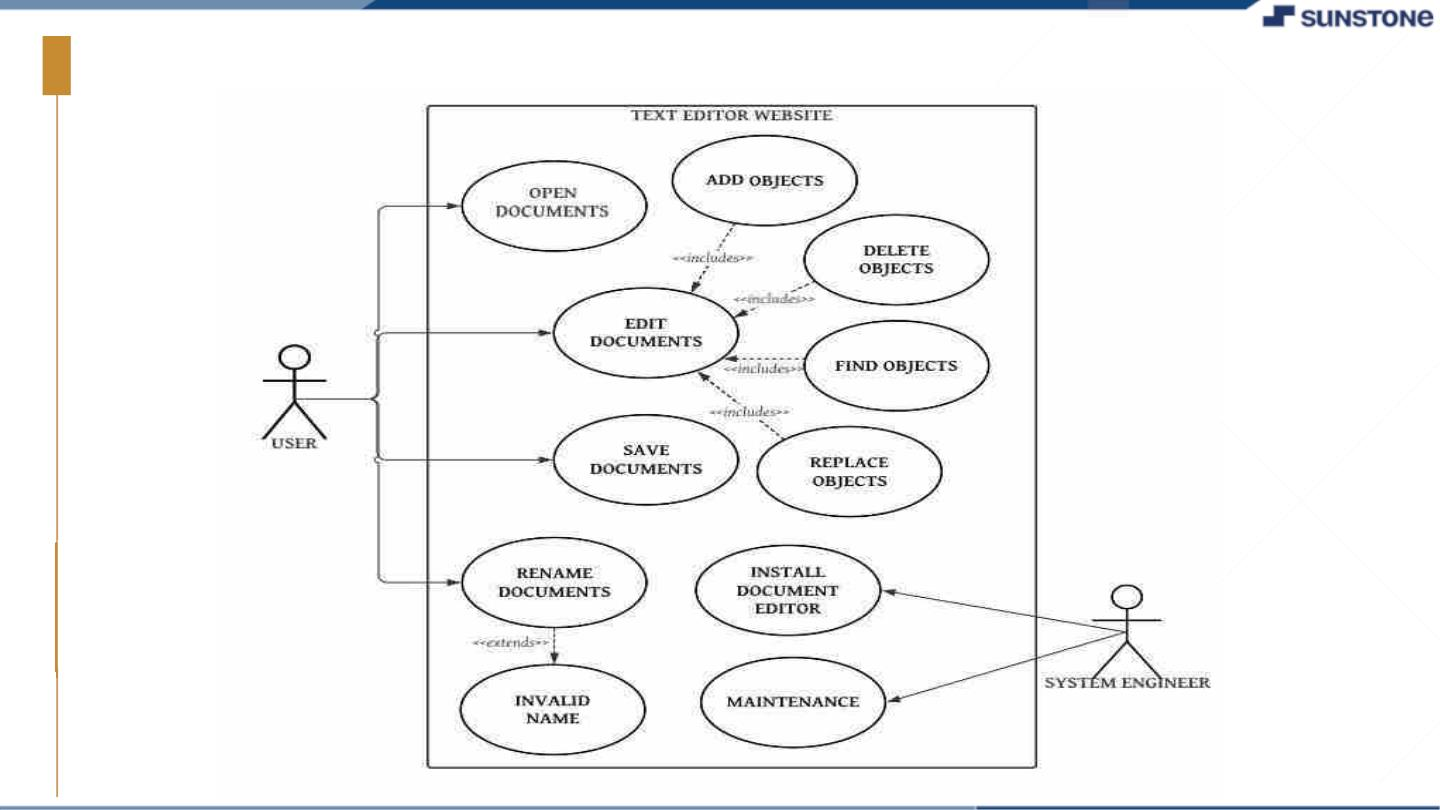 SUNSTONE
TEXT EDITOR WEBSITE
ADD OBJECTS
OPEN
DOCUMENTS
DELETE
OBJECTS
<<includes>>
<<includes>>
EDIT
DOCUMENTS
FIND OBJECTS
<<includes>>
<<includes>>
USER
SAVE
DOCUMENTS
REPLACE
OBJECTS
RENAME
DOCUMENTS
INSTALL
DOCUMENT
EDITOR
<<extends>>
SYSTEM ENGINEER
INVALID
NAME
MAINTENANCE